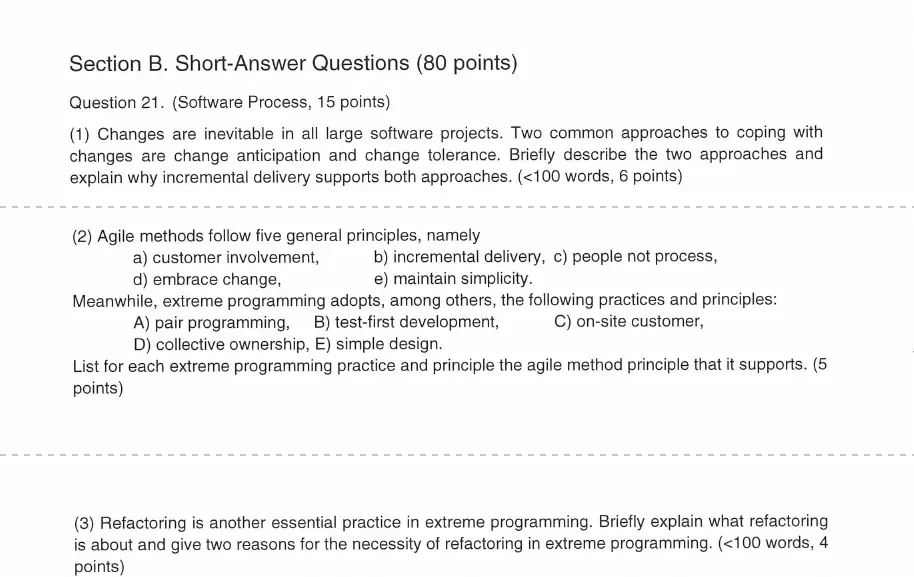 Section B. Short-Answer Questions (80 points)
Question 21. (Software Process, 15 points)
(1) Changes are inevitable in all large software projects. Two common approaches to coping with
changes are change anticipation and change tolerance. Briefly describe the two approaches and
explain why incremental delivery supports both approaches. (<100 words, 6 points)
(2) Agile methods follow five general principles, namely
a) customer involvement, b) incremental delivery, c) people not process,
d) embrace change, e) maintain simplicity.
Meanwhile, extreme programming adopts, among others, the following practices and principles:
A) pair programming, B) test-first development, C) on-site customer,
D) collective ownership, E) simple design.
List for each extreme programming practice and principle the agile method principle that it supports. (5
points)
(3) Refactoring is another essential practice in extreme programming. Briefly explain what refactoring
is about and give two reasons for the necessity of refactoring in extreme programming. (<100 words, 4
points)